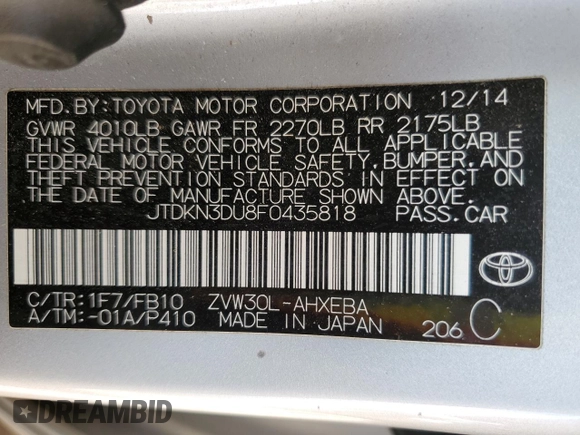 MFD. BY: TOYOTA MOTOR CORPORATION 12/14
GVWR 4010LB GAWR FR 2270LB RR 2175LB
THIS VEHICLE CONFORMS TO ALL APPLICABLE
FEDERAL MOTOR VEHICLE SAFETY, BUMPER, AND
THEFT PREVENTION STANDARDS IN EFFECT ON
THE DATE OF MANUFACTURE SHOWN ABOVE.
JTDKN3DU8F0435818 PASS. CAR
C/TR: 1F7/FB10 ZVW30L-AHXEBA
A/TM: -01A/P410 MADE IN JAPAN 206 C
DREAMBID